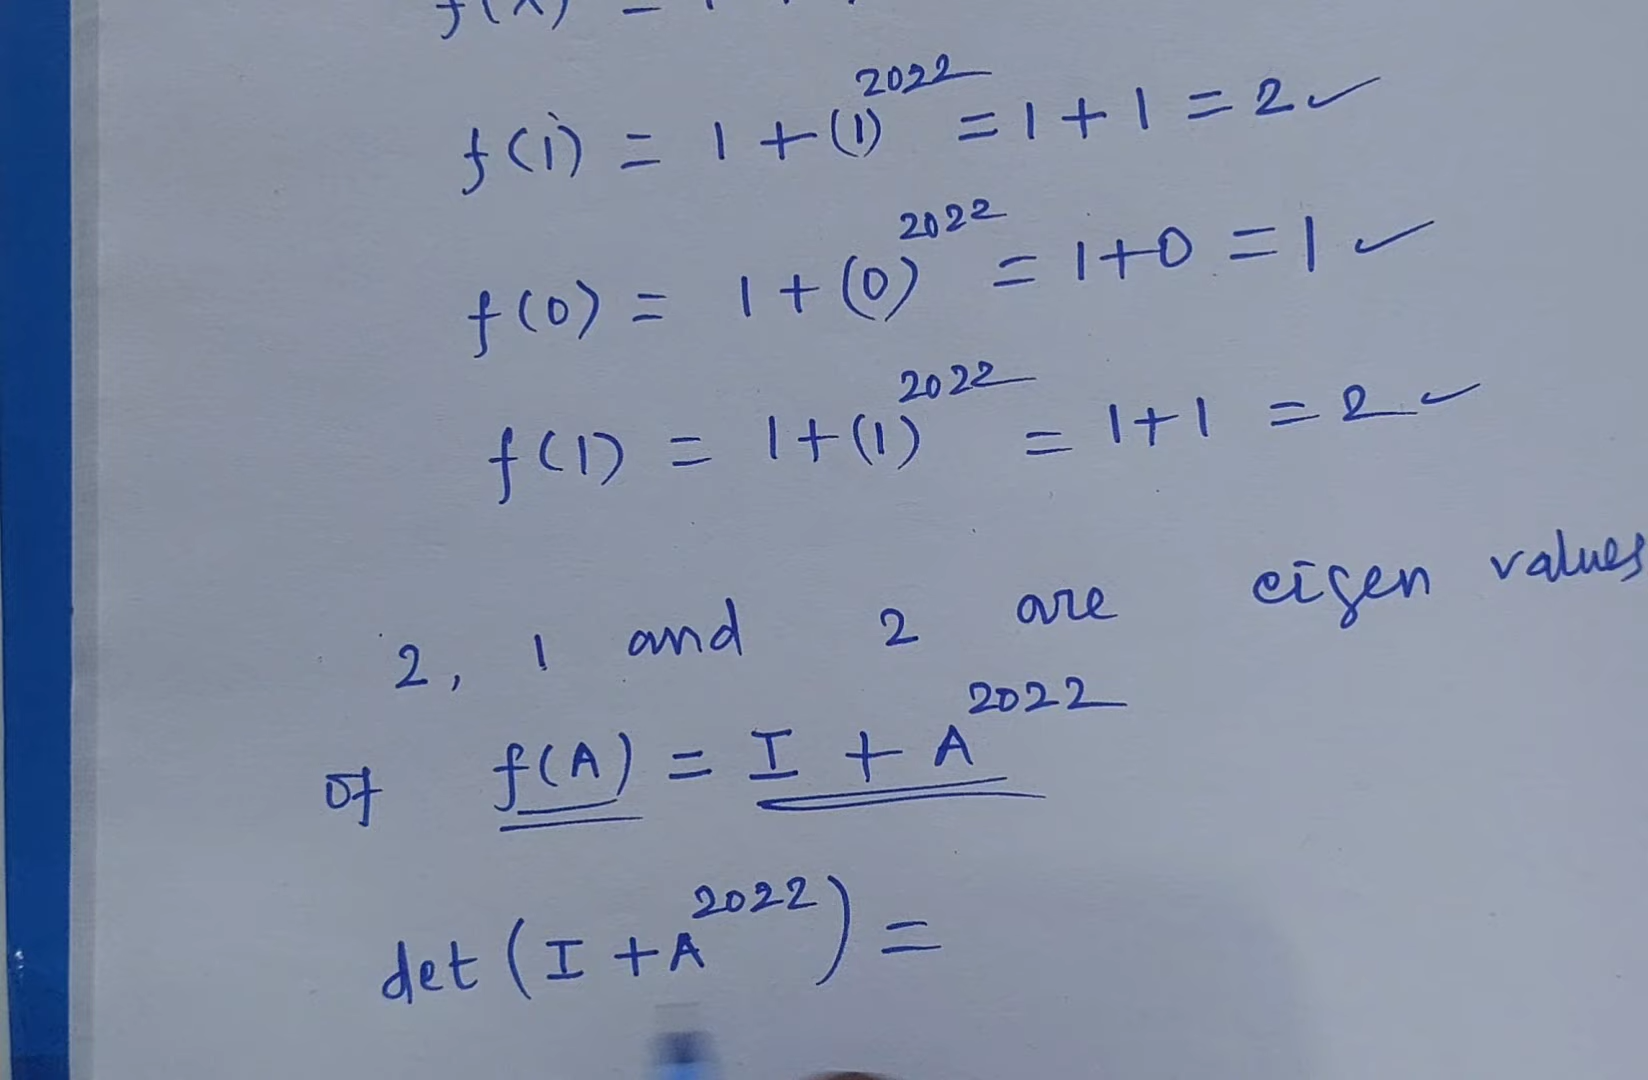 f(i) = 1 + (1)^2022 = 1 + 1 = 2 ✓
f(0) = 1 + (0)^2022 = 1 + 0 = 1 ✓
f(1) = 1 + (1)^2022 = 1 + 1 = 2 ✓
2, 1 and 2 are eigen values
of f(A) = I + A^2022
det (I + A^2022) =